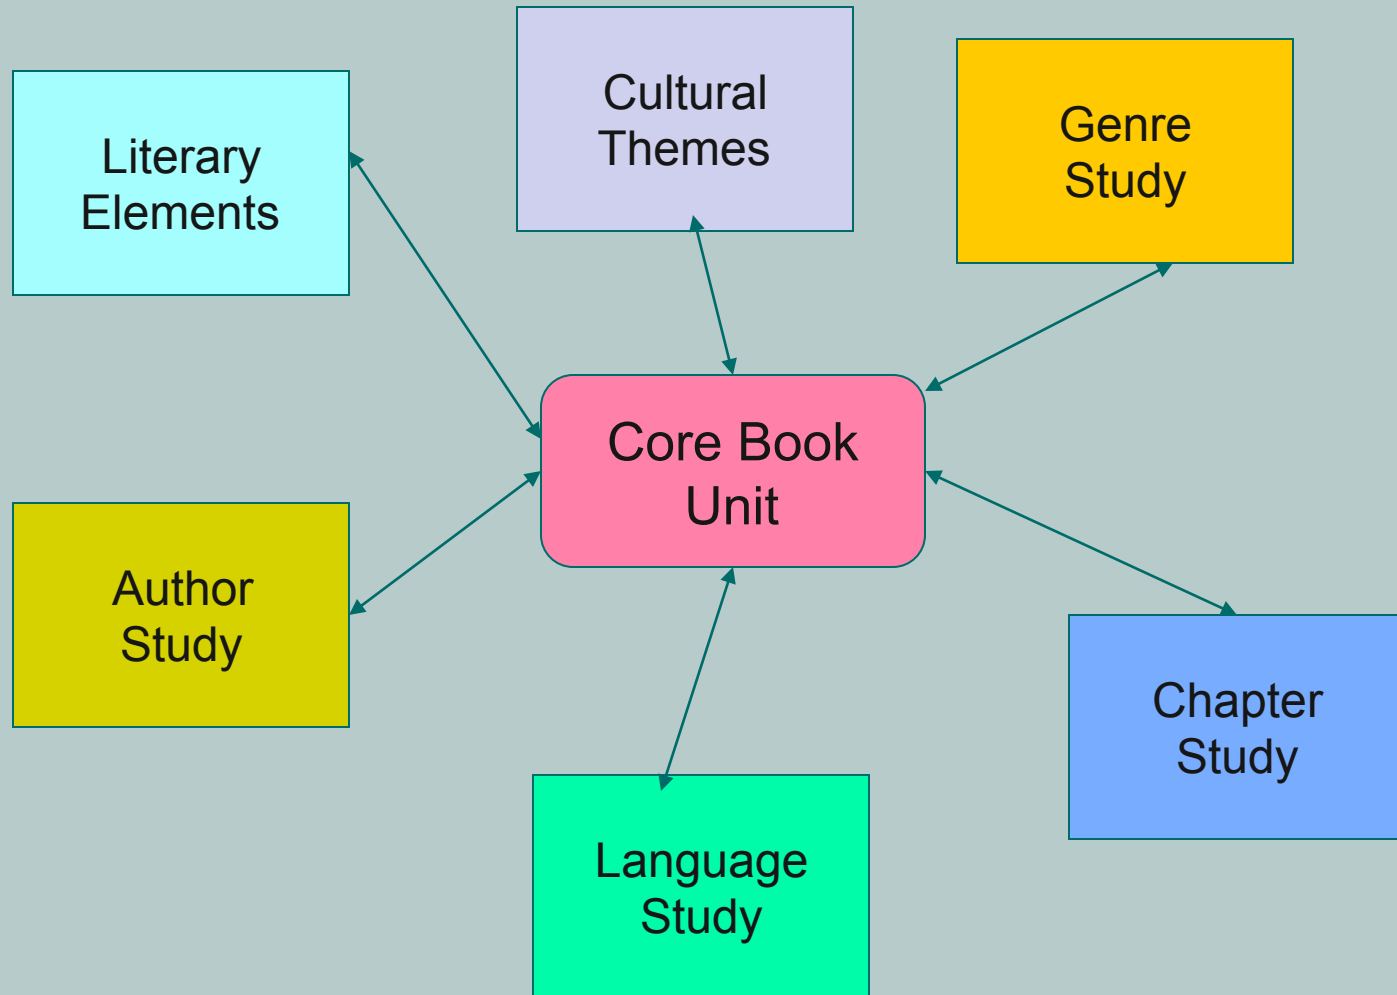 Cultural
Themes
Genre
Study
Literary
Elements
Core Book
Unit
Author
Study
Chapter
Study
Language
Study